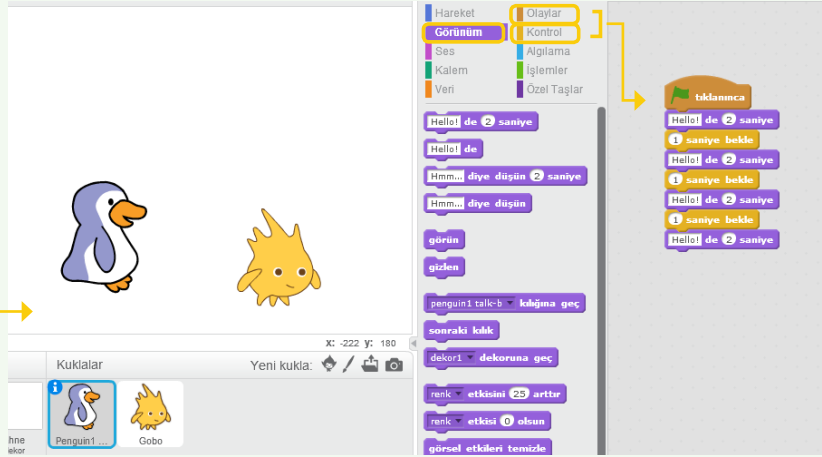 Hareket
Olaylar
Görünüm
Kontrol
Ses
Algılama
Kalem
İşlemler
Veri
Özel Taşlar
Hello! de 2 saniye
Hello! de
Hmm... diye düşün 2 saniye
Hmm... diye düşün
görün
gizlen
penguin1 talk-b kılığına geç
sonraki kılık
dekor1 dekoruna geç
renk etkisini 25 arttır
renk etkisi 0 olsun
görsel etkileri temizle
tıklanınca
Hello! de 2 saniye
1 saniye bekle
Hello! de 2 saniye
1 saniye bekle
Hello! de 2 saniye
1 saniye bekle
Hello! de 2 saniye
x: -222 y: 180
Kuklalar
Yeni kukla:
Penguin1 ...
Gobo
hne
ekor